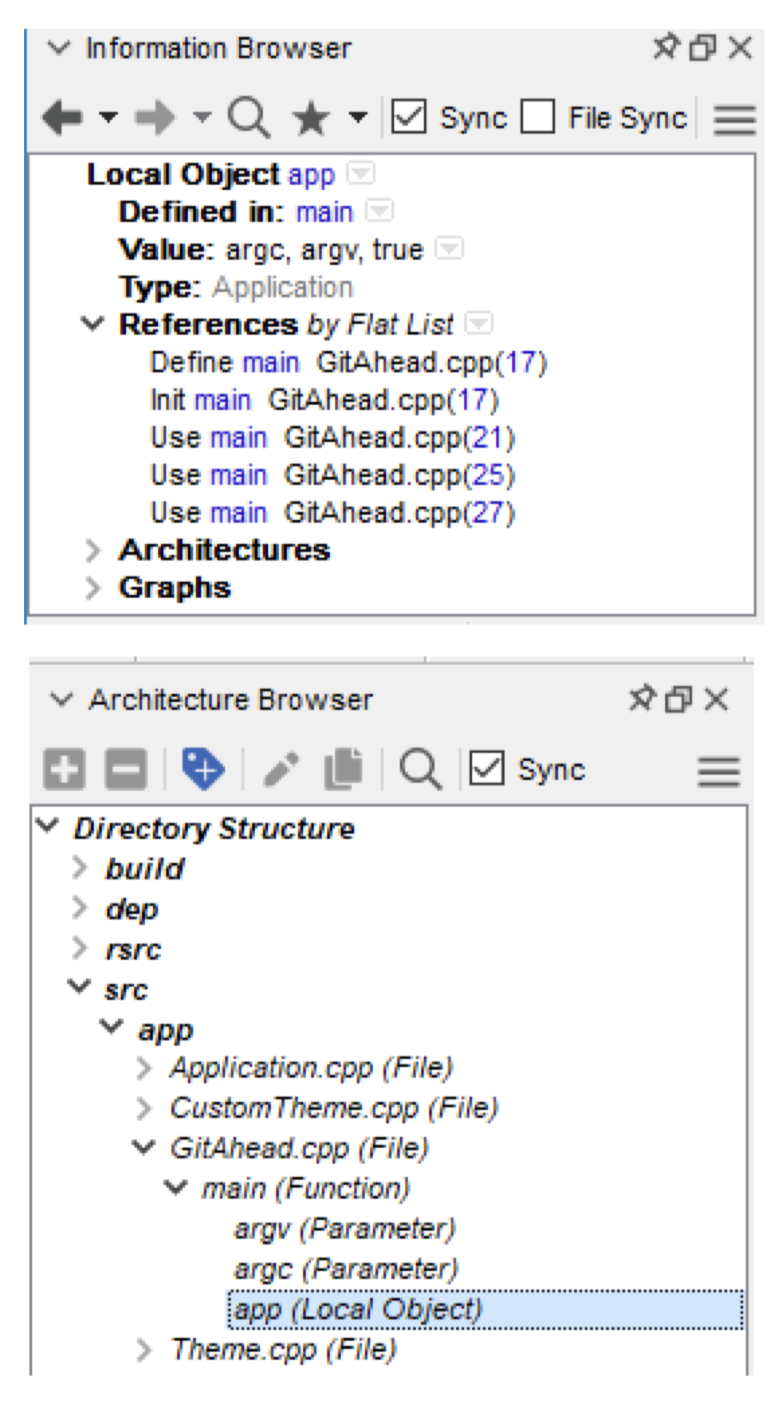 Information Browser
Sync File Sync
Local Object app
Defined in: main
Value: argc, argv, true
Type: Application
References by Flat List
Define main GitAhead.cpp(17)
Init main GitAhead.cpp(17)
Use main GitAhead.cpp(21)
Use main GitAhead.cpp(25)
Use main GitAhead.cpp(27)
Architectures
Graphs
Architecture Browser
Sync
Directory Structure
build
dep
rsrc
src
app
Application.cpp (File)
CustomTheme.cpp (File)
GitAhead.cpp (File)
main (Function)
argv (Parameter)
argc (Parameter)
app (Local Object)
Theme.cpp (File)